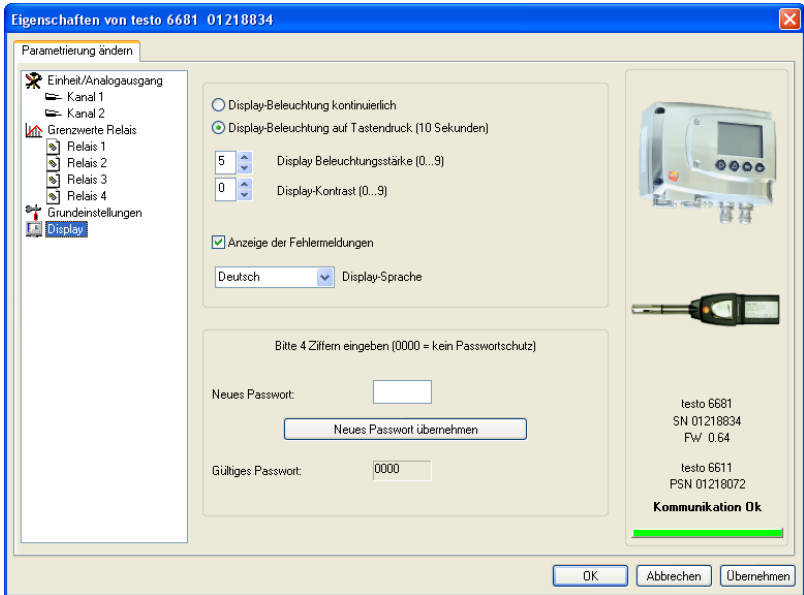 Eigenschaften von testo 6681 01218834
Parametrierung ändern
Einheit/Analogausgang
Kanal 1
Kanal 2
Grenzwerte Relais
Relais 1
Relais 2
Relais 3
Relais 4
Grundeinstellungen
Display
Display-Beleuchtung kontinuierlich
Display-Beleuchtung auf Tastendruck (10 Sekunden)
5 Display Beleuchtungsstärke (0...9)
0 Display-Kontrast (0...9)
Anzeige der Fehlermeldungen
Deutsch Display-Sprache
Bitte 4 Ziffern eingeben (0000 = kein Passwortschutz)
Neues Passwort:
Neues Passwort übernehmen
Gültiges Passwort: 0000
testo 6681
SN 01218834
FW 0.64
testo 6611
PSN 01218072
Kommunikation Ok
OK Abbrechen Übernehmen